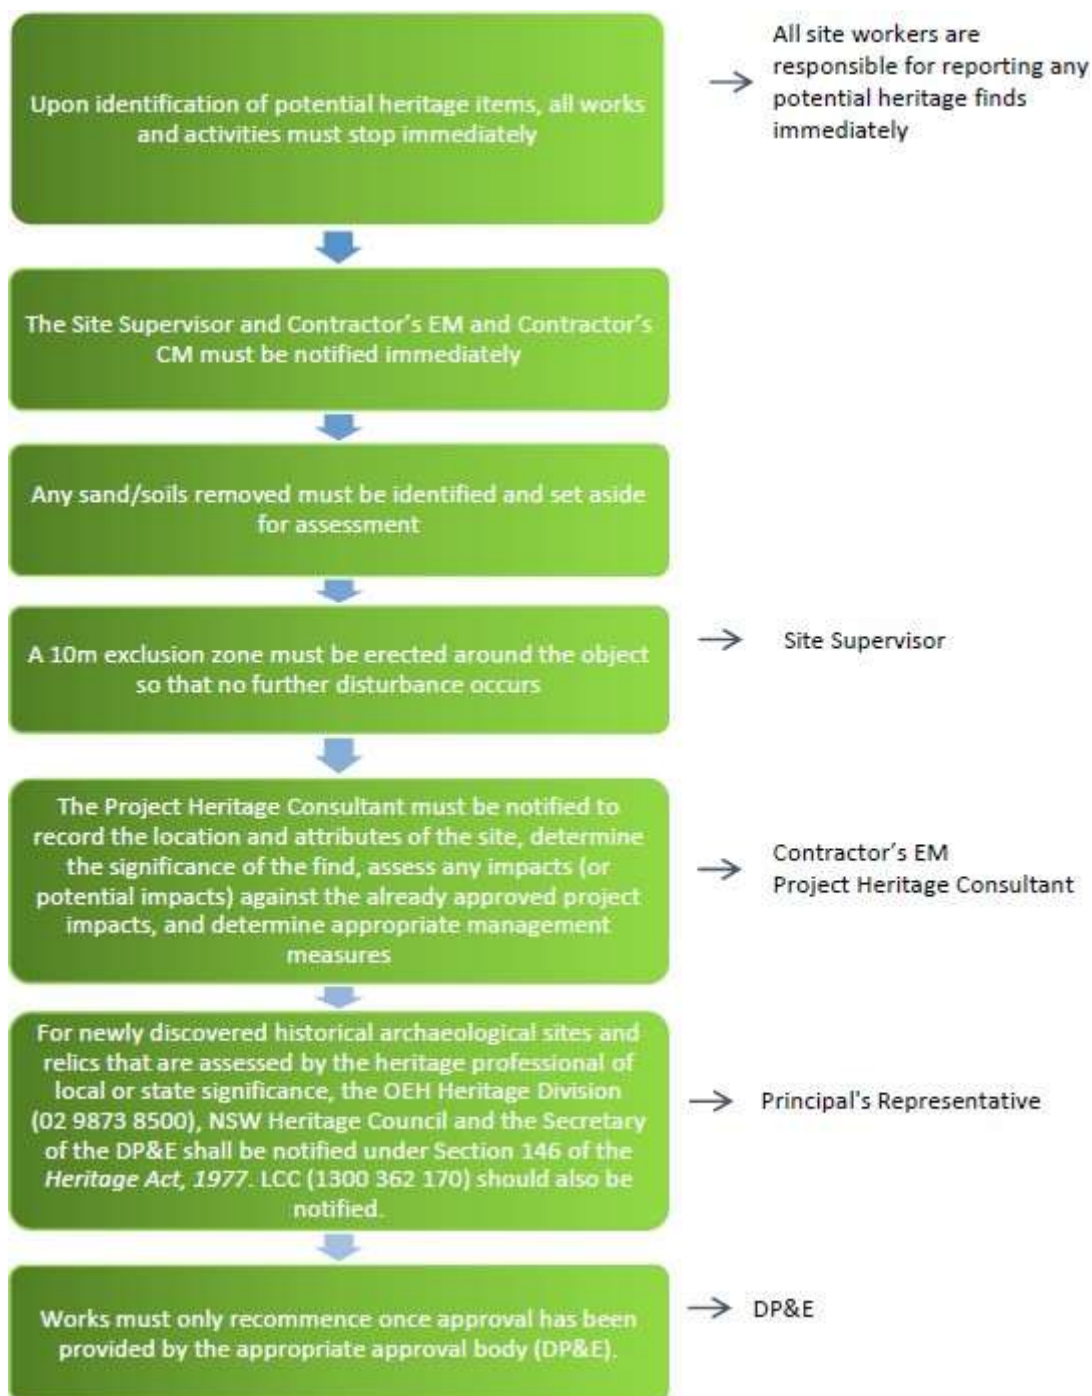 Upon identification of potential heritage items, all works
and activities must stop immediately
All site workers are
responsible for reporting any
potential heritage finds
immediately
The Site Supervisor and Contractor’s EM and Contractor’s
CM must be notified immediately
Any sand/soils removed must be identified and set aside
for assessment
A 10m exclusion zone must be erected around the object
so that no further disturbance occurs
Site Supervisor
The Project Heritage Consultant must be notified to
record the location and attributes of the site, determine
the significance of the find, assess any impacts (or
potential impacts) against the already approved project
impacts, and determine appropriate management
measures
Contractor’s EM
Project Heritage Consultant
For newly discovered historical archaeological sites and
relics that are assessed by the heritage professional of
local or state significance, the OEH Heritage Division
(02 9873 8500), NSW Heritage Council and the Secretary
of the DP&E shall be notified under Section 146 of the
Heritage Act, 1977. LCC (1300 362 170) should also be
notified.
Principal's Representative
Works must only recommence once approval has been
provided by the appropriate approval body (DP&E).
DP&E